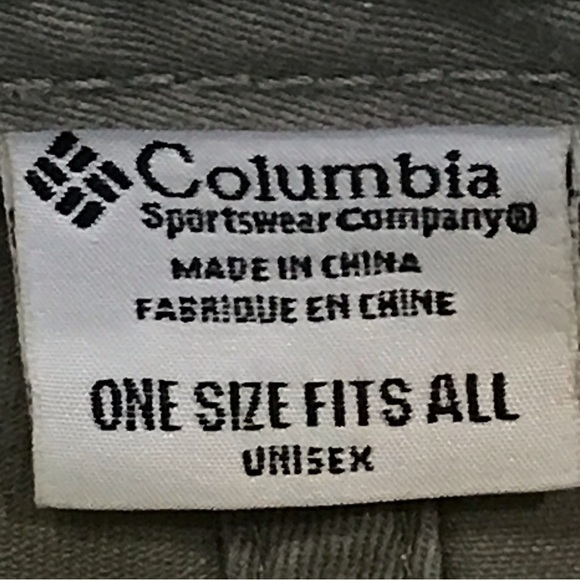 Columbia
Sportswear Company®
MADE IN CHINA
FABRIQUE EN CHINE
ONE SIZE FITS ALL
UNISEX